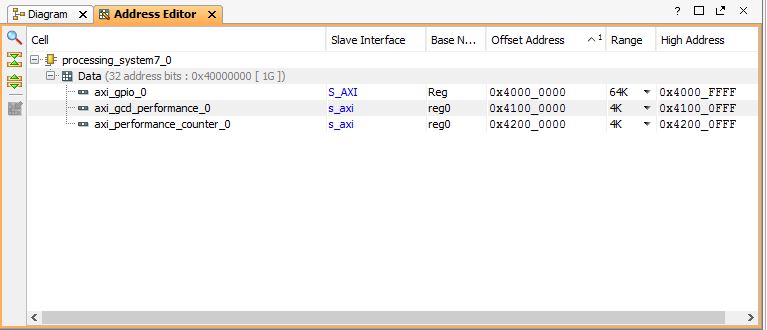 Diagram × Address Editor × ?
Cell Slave Interface Base N... Offset Address ^1 Range High Address
processing_system7_0
Data (32 address bits : 0x40000000 [ 1G ])
axi_gpio_0 S_AXI Reg 0x4000_0000 64K 0x4000_FFFF
axi_gcd_performance_0 s_axi reg0 0x4100_0000 4K 0x4100_0FFF
axi_performance_counter_0 s_axi reg0 0x4200_0000 4K 0x4200_0FFF